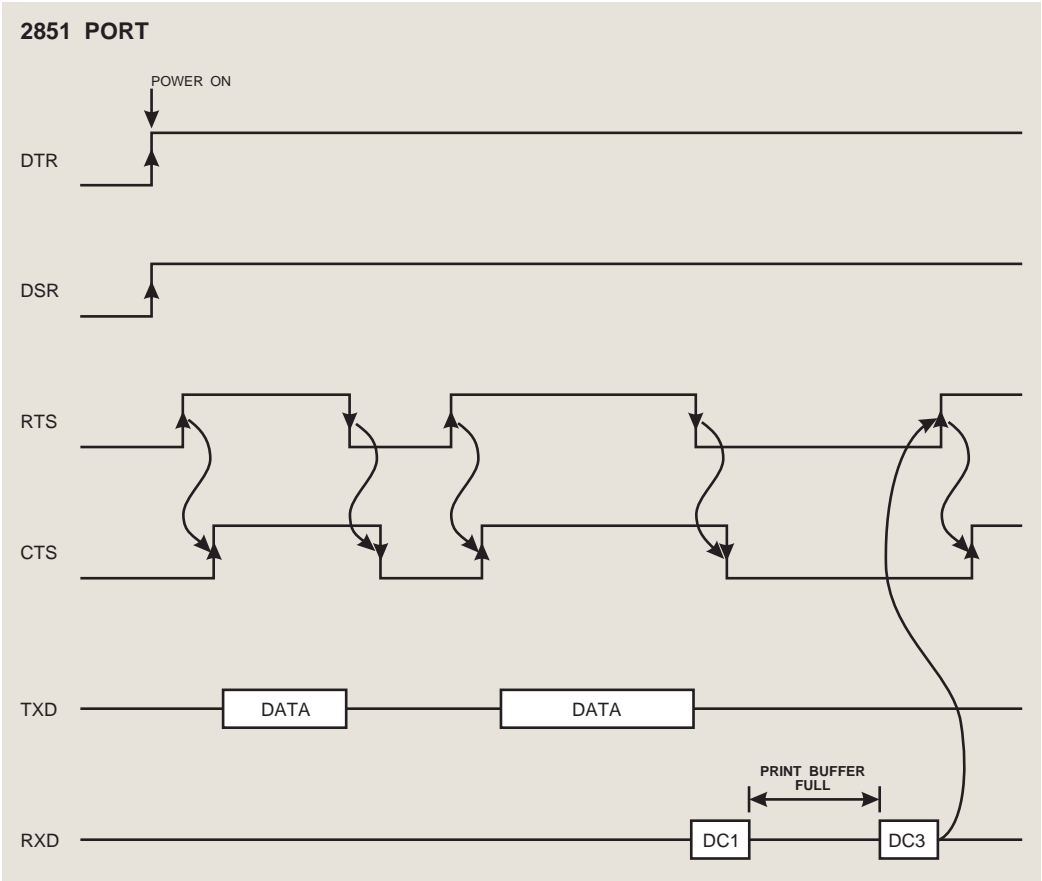 2851 PORT
POWER ON
DTR
DSR
RTS
CTS
TXD
DATA
DATA
PRINT BUFFER
FULL
RXD
DC1
DC3